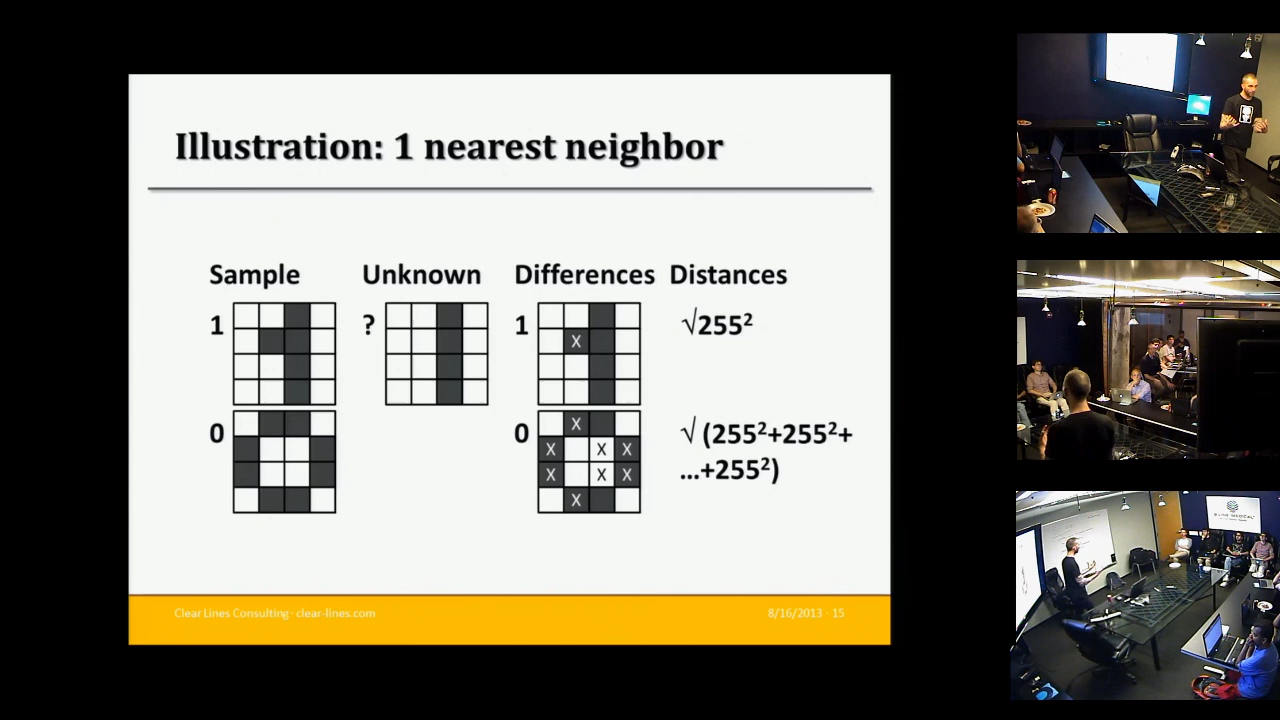 Illustration: 1 nearest neighbor
Sample Unknown Differences Distances
1 ? 1 √255²
X
0 0 √ (255²+255²+
…+255²)
X
X X X
X X X
X
Clear Lines Consulting · clear-lines.com 8/16/2013 · 15